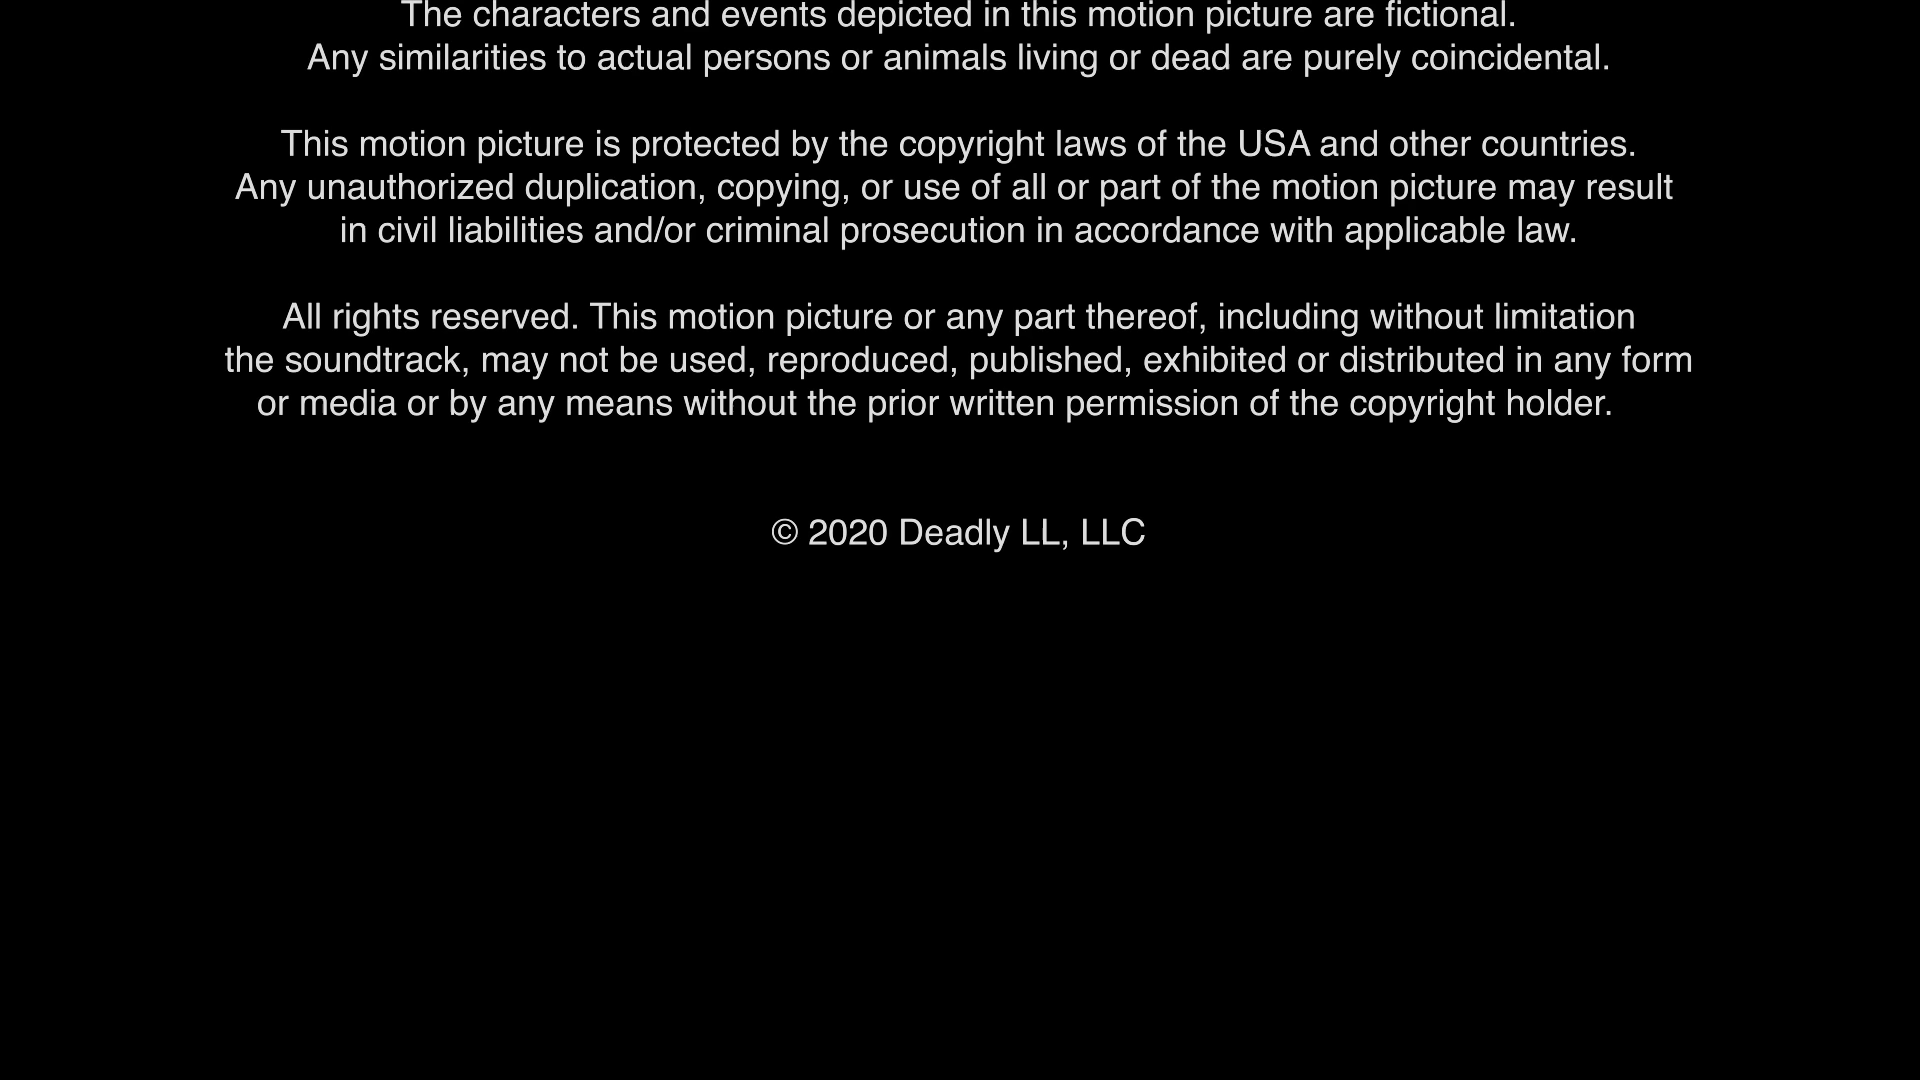 The characters and events depicted in this motion picture are fictional.
Any similarities to actual persons or animals living or dead are purely coincidental.
This motion picture is protected by the copyright laws of the USA and other countries.
Any unauthorized duplication, copying, or use of all or part of the motion picture may result
in civil liabilities and/or criminal prosecution in accordance with applicable law.
All rights reserved. This motion picture or any part thereof, including without limitation
the soundtrack, may not be used, reproduced, published, exhibited or distributed in any form
or media or by any means without the prior written permission of the copyright holder.
© 2020 Deadly LL, LLC